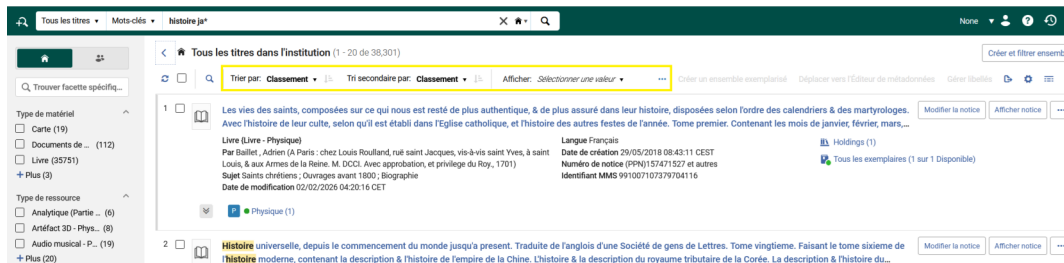 Tous les titres Mots-clés histoire ja* None
Tous les titres dans l'institution (1 - 20 de 38,301) Créer et filtrer ensemb
Trouver facette spécifiq...
Trier par: Classement Tri secondaire par: Classement Afficher: Sélectionner une valeur Créer un ensemble exemplarisé Déplacer vers l'Éditeur de métadonnées Gérer libellés
Type de matériel
Carte (19)
Documents de ... (112)
Livre (35751)
+ Plus (3)
Type de ressource
Analytique (Partie ... (6)
Artéfact 3D - Phys... (8)
Audio musical - P... (19)
+ Plus (20)
1 Les vies des saints, composées sur ce qui nous est resté de plus authentique, & de plus assuré dans leur histoire, disposées selon l'ordre des calendriers & des martyrologes.
Avec l'histoire de leur culte, selon qu'il est établi dans l'Eglise catholique, et l'histoire des autres festes de l'année. Tome premier. Contenant les mois de janvier, février, mars,...
Modifier la notice Afficher notice
Livre (Livre - Physique)
Par Baillet , Adrien (A Paris : chez Louis Roulland, ruë saint Jacques, vis-à-vis saint Yves, à saint
Louis, & aux Armes de la Reine. M. DCCI. Avec approbation, et privilege du Roy., 1701)
Sujet Saints chrétiens ; Ouvrages avant 1800 ; Biographie
Date de modification 02/02/2026 04:20:16 CET
Langue Français
Date de création 29/05/2018 08:43:11 CEST
Numéro de notice (PPN)157471527 et autres
Identifiant MMS 991007107379704116
Holdings (1)
Tous les exemplaires (1 sur 1 Disponible)
P Physique (1)
2 Histoire universelle, depuis le commencement du monde jusqu'a present. Traduite de l'anglois d'une Société de gens de Lettres. Tome vingtieme. Faisant le tome sixieme de
l'histoire moderne, contenant la description & l'histoire de l'empire de la Chine. L'histoire & la description du royaume tributaire de la Corée. La description & l'histoire du...
Modifier la notice Afficher notice